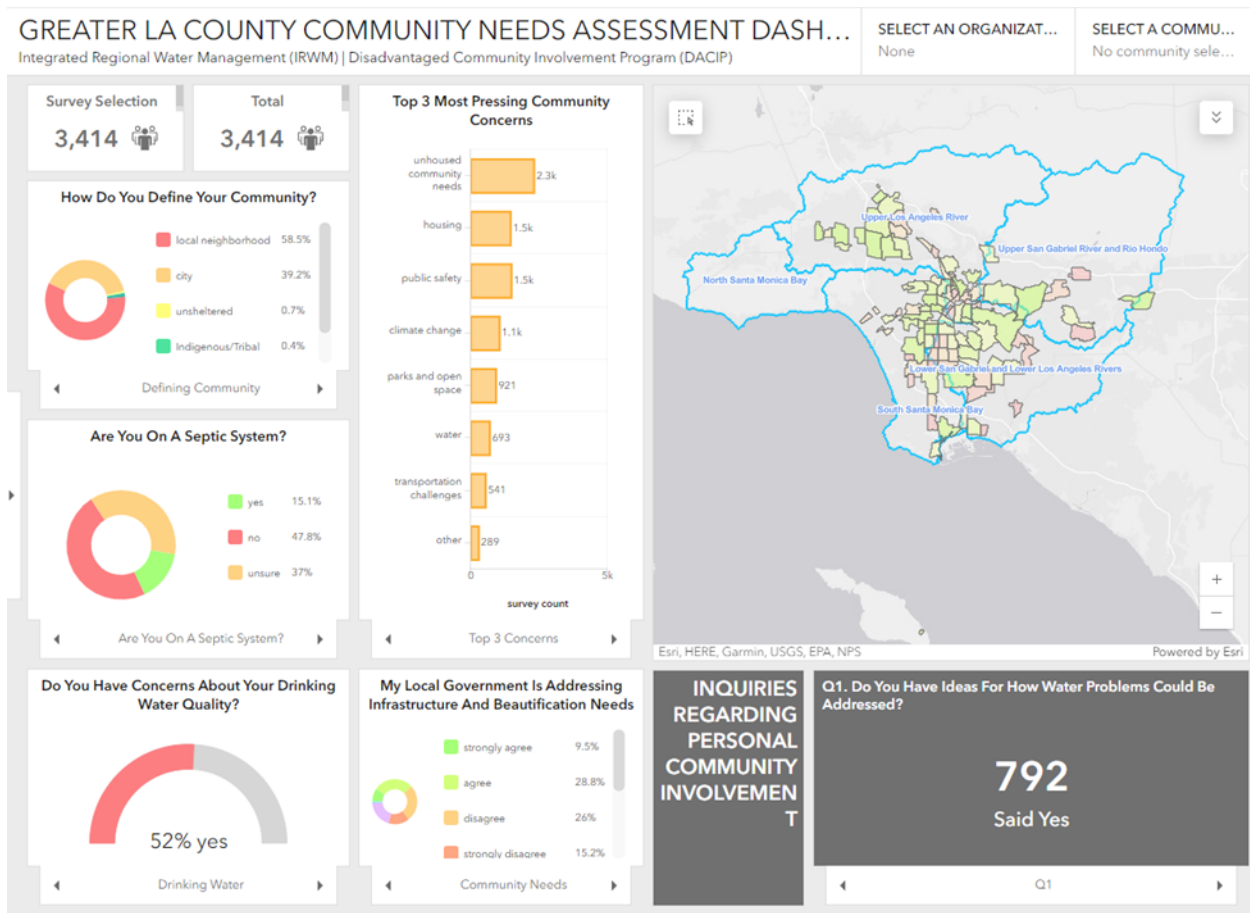 GREATER LA COUNTY COMMUNITY NEEDS ASSESSMENT DASH...
Integrated Regional Water Management (IRWM) | Disadvantaged Community Involvement Program (DACIP)
SELECT AN ORGANIZAT...
None
SELECT A COMMU...
No community sele...
Survey Selection
3,414
Total
3,414
How Do You Define Your Community?
local neighborhood 58.5%
city 39.2%
unsheltered 0.7%
Indigenous/Tribal 0.4%
Defining Community
Are You On A Septic System?
yes 15.1%
no 47.8%
unsure 37%
Are You On A Septic System?
Top 3 Most Pressing Community
Concerns
unhoused
community
needs
2.3k
housing
1.5k
public safety
1.5k
climate change
1.1k
parks and open
space
921
water
693
transportation
challenges
541
other
289
0
5k
survey count
Top 3 Concerns
Upper Los Angeles River
Upper San Gabriel River and Rio Hondo
North Santa Monica Bay
Lower San Gabriel and Lower Los Angeles Rivers
South Santa Monica Bay
+
−
Esri, HERE, Garmin, USGS, EPA, NPS
Powered by Esri
Do You Have Concerns About Your Drinking
Water Quality?
52% yes
Drinking Water
My Local Government Is Addressing
Infrastructure And Beautification Needs
strongly agree 9.5%
agree 28.8%
disagree 26%
strongly disagree 15.2%
Community Needs
INQUIRIES
REGARDING
PERSONAL
COMMUNITY
INVOLVEMEN
T
Q1. Do You Have Ideas For How Water Problems Could Be
Addressed?
792
Said Yes
Q1